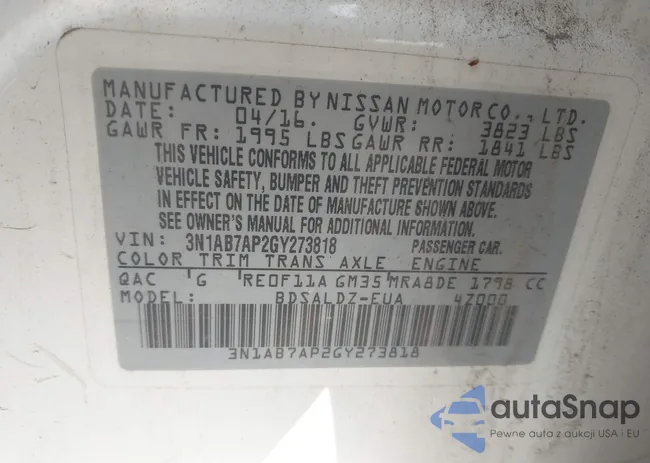 MANUFACTURED BY NISSAN MOTOR CO., LTD.
DATE: 04/16. GVWR: 3823 LBS
GAWR FR: 1995 LBS GAWR RR: 1841 LBS
THIS VEHICLE CONFORMS TO ALL APPLICABLE FEDERAL MOTOR
VEHICLE SAFETY, BUMPER AND THEFT PREVENTION STANDARDS
IN EFFECT ON THE DATE OF MANUFACTURE SHOWN ABOVE.
SEE OWNER'S MANUAL FOR ADDITIONAL INFORMATION.
VIN: 3N1AB7AP2GY273818 PASSENGER CAR.
COLOR TRIM TRANS AXLE ENGINE
QAC G RE0F11A GM35 MRA8DE 1798 CC
MODEL: BDSALDZ-EUA 4Z000
3N1AB7AP2GY273818
autoSnap
Pewne auta z aukcji USA i EU